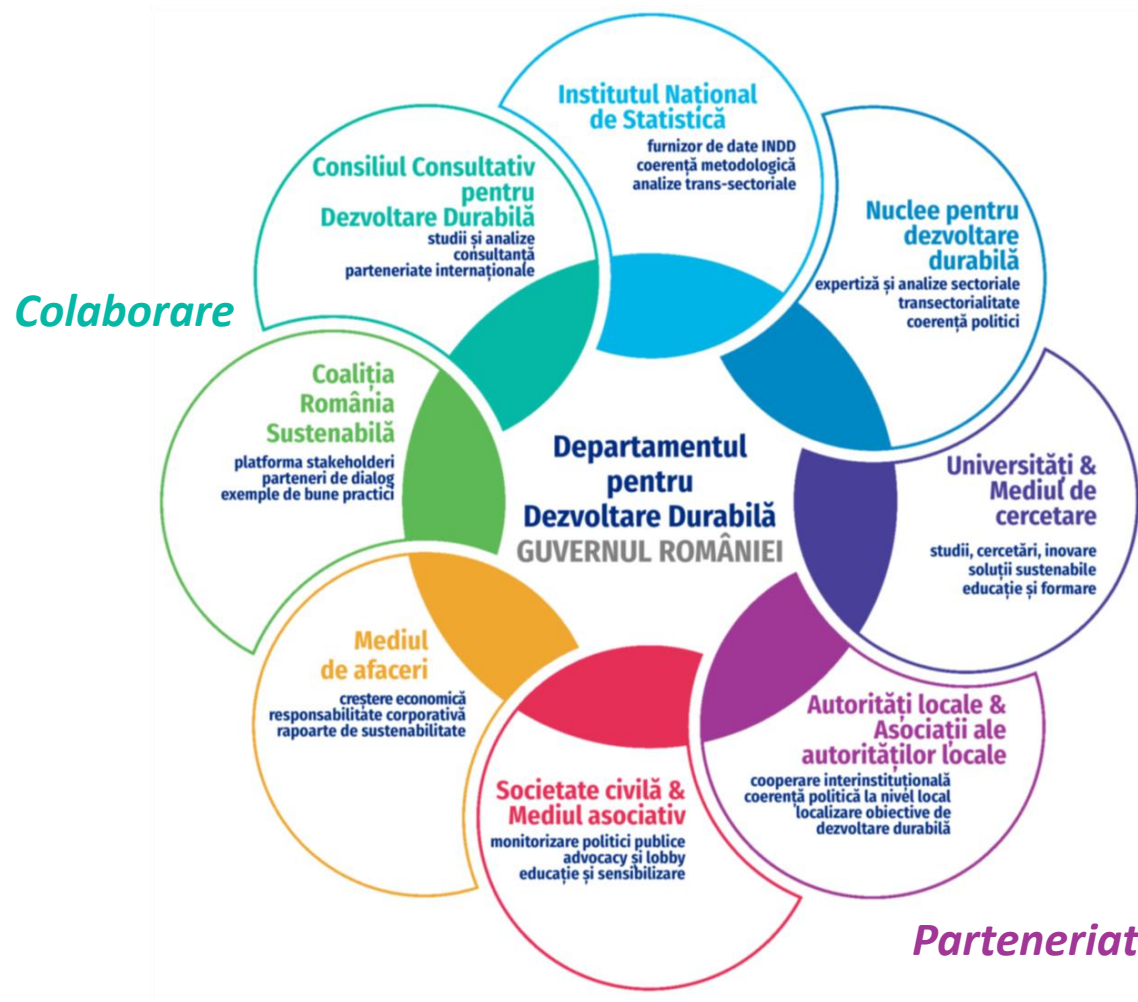 Institutul Național
de Statistică
furnizor de date INDD
coerență metodologică
analize trans-sectoriale
Consiliul Consultativ
pentru
Dezvoltare Durabilă
studii și analize
consultanță
parteneriate internaționale
Nuclee pentru
dezvoltare
durabilă
expertiză și analize sectoriale
transectorialitate
coerență politici
Colaborare
Coaliția
România
Sustenabilă
platforma stakeholderi
parteneri de dialog
exemple de bune practici
Departamentul
pentru
Dezvoltare Durabilă
GUVERNUL ROMÂNIEI
Universități &
Mediul de
cercetare
studii, cercetări, inovare
soluții sustenabile
educație și formare
Mediul
de afaceri
creștere economică
responsabilitate corporativă
rapoarte de sustenabilitate
Autorități locale &
Asociații ale
autorităților locale
cooperare interinstituțională
coerență politică la nivel local
localizare obiective de
dezvoltare durabilă
Societate civilă &
Mediul asociativ
monitorizare politici publice
advocacy și lobby
educație și sensibilizare
Parteneriat